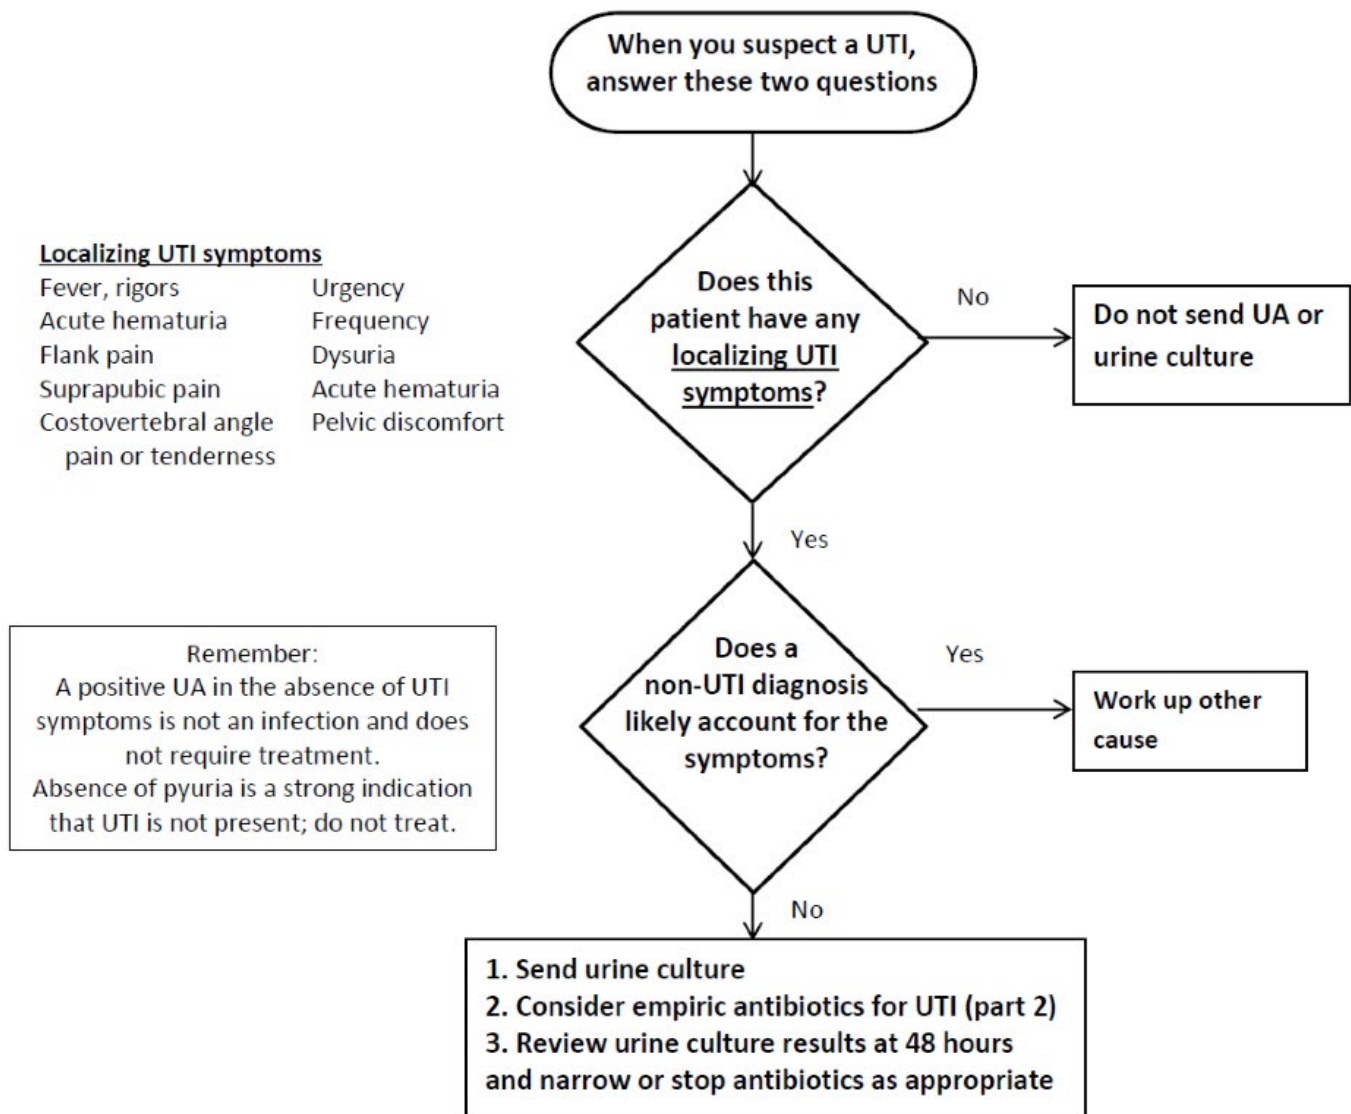 When you suspect a UTI,
answer these two questions
Localizing UTI symptoms
Fever, rigors
Acute hematuria
Flank pain
Suprapubic pain
Costovertebral angle
pain or tenderness
Urgency
Frequency
Dysuria
Acute hematuria
Pelvic discomfort
Does this
patient have any
localizing UTI
symptoms?
No
Do not send UA or
urine culture
Yes
Remember:
A positive UA in the absence of UTI
symptoms is not an infection and does
not require treatment.
Absence of pyuria is a strong indication
that UTI is not present; do not treat.
Does a
non-UTI diagnosis
likely account for the
symptoms?
Yes
Work up other
cause
No
1. Send urine culture
2. Consider empiric antibiotics for UTI (part 2)
3. Review urine culture results at 48 hours
and narrow or stop antibiotics as appropriate